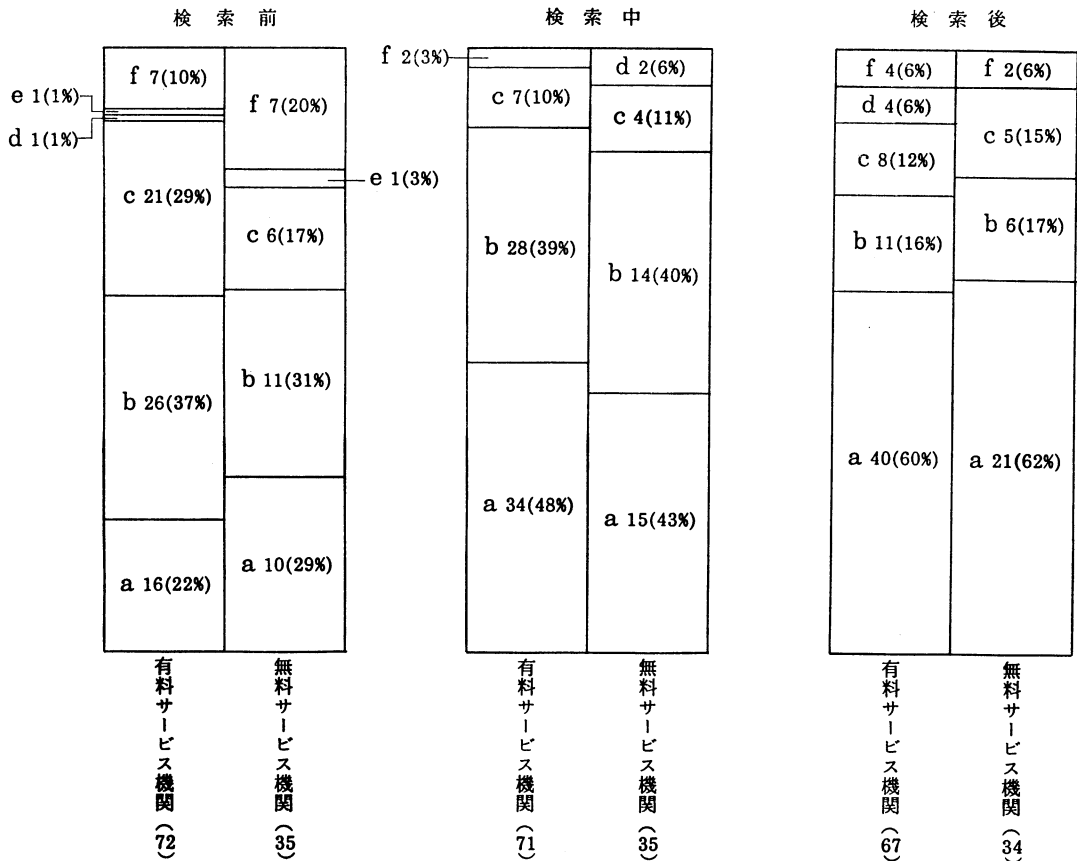 検索前
f 7(10%)
e 1(1%)
d 1(1%)
c 21(29%)
b 26(37%)
a 16(22%)
f 7(20%)
e 1(3%)
c 6(17%)
b 11(31%)
a 10(29%)
有料サービス機関(72)
無料サービス機関(35)
検索中
f 2(3%)
c 7(10%)
b 28(39%)
a 34(48%)
d 2(6%)
c 4(11%)
b 14(40%)
a 15(43%)
有料サービス機関(71)
無料サービス機関(35)
検索後
f 4(6%)
d 4(6%)
c 8(12%)
b 11(16%)
a 40(60%)
f 2(6%)
c 5(15%)
b 6(17%)
a 21(62%)
有料サービス機関(67)
無料サービス機関(34)